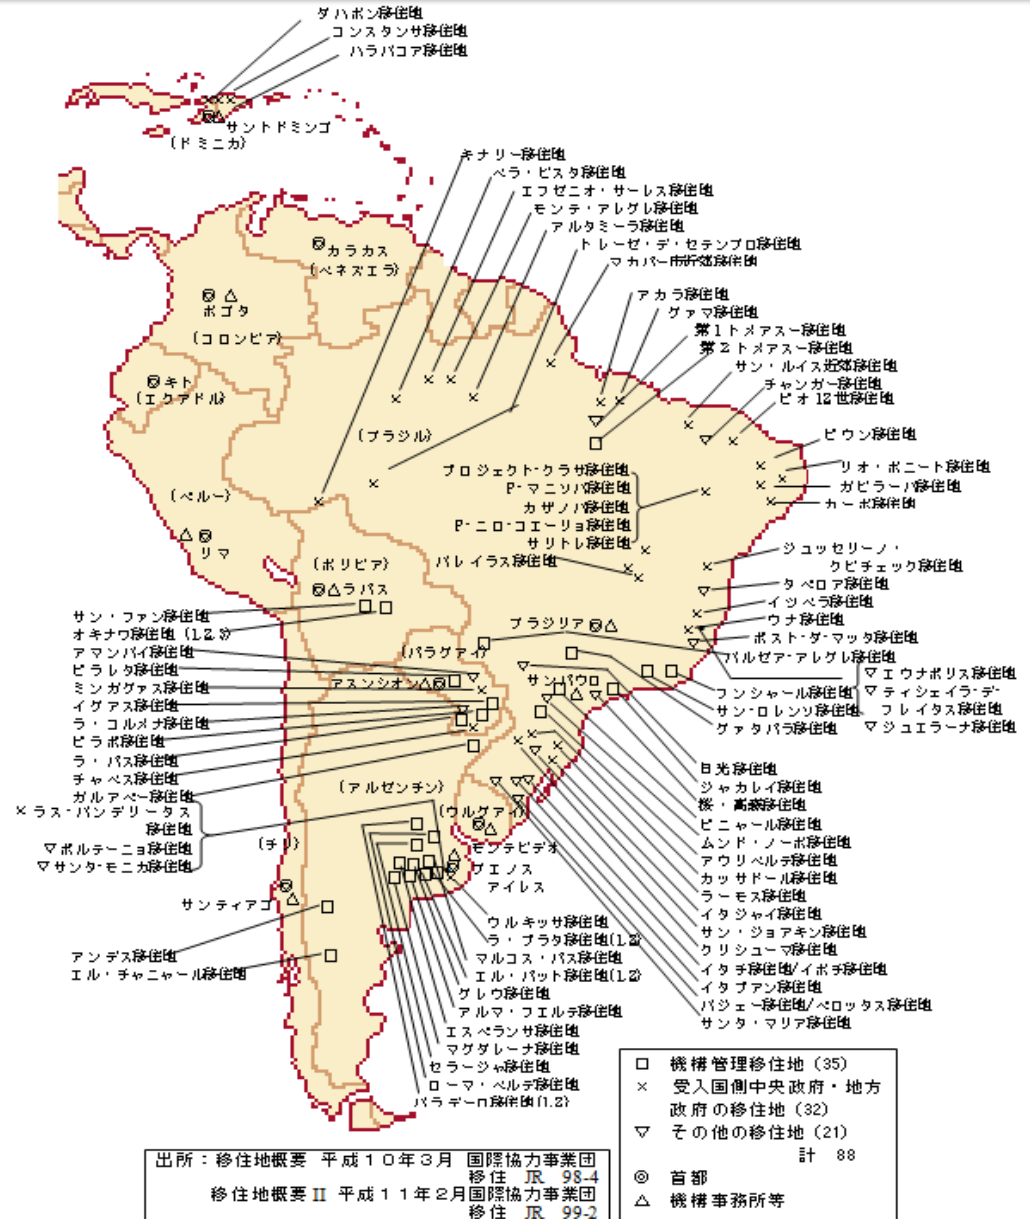 ダハボン移住地
コンスタンサ移住地
ハラバコア移住地
サントドミンゴ
(ドミニカ)
キナリー移住地
ベラ・ビスタ移住地
エフゼニオ・サーレス移住地
モンテ・アレグレ移住地
アルタミーラ移住地
トレーゼ・デ・セテンブロ移住地
マカパー市近郊移住地
カラカス
(ベネズエラ)
アカラ移住地
グァマ移住地
ボゴタ
第1トメアスー移住地
(コロンビア)
第2トメアスー移住地
サン・ルイス近郊移住地
キト
チャンガー移住地
(エクアドル)
ピオ12世移住地
(ブラジル)
ピウン移住地
プロジェクト・クラサ移住地
リオ・ボニート移住地
P-マニソバ移住地
ガビラーバ移住地
(ペルー)
カザノバ移住地
カーボ移住地
P-ニロ・コエーリョ移住地
サリトレ移住地
リマ
ジュッセリーノ・
クビチェック移住地
バレイラス移住地
(ボリビア)
タペロア移住地
ラパス
イツベラ移住地
サン・ファン移住地
ウナ移住地
オキナワ移住地 (1,2,3)
ブラジリア
ポスト・ダ・マッタ移住地
アマンバイ移住地
(パラグァイ)
バルゼア・アレグレ移住地
ピラレタ移住地
▽エウナポリス移住地
アスンシオン
サンパウロ
ミンガグァス移住地
フンシャール移住地
▽ティシェイラ・デ・
イグアス移住地
サン・ロレンソ移住地
フレイタス移住地
ラ・コルメナ移住地
グァタパラ移住地
▽ジュエラーナ移住地
ピラポ移住地
ラ・パス移住地
チャベス移住地
ガルアペー移住地
日光移住地
(アルゼンチン)
ジャカレイ移住地
×ラス・バンデリータス
移住地
桜・高森移住地
(ウルグァイ)
ピニャール移住地
▽ポルテーニョ移住地
(チリ)
ムンド・ノーボ移住地
▽サンタ・モニカ移住地
モンテビデオ
アウリベルデ移住地
ブエノス
アイレス
カッサドール移住地
サンティアゴ
ラーモス移住地
ウルキッサ移住地
イタジャイ移住地
ラ・プラタ移住地(1,2)
サン・ジョアキン移住地
アンデス移住地
マルコス・パス移住地
クリシューマ移住地
エル・チャニャール移住地
エル・パット移住地(1,2)
イタチ移住地/イボチ移住地
グレウ移住地
イタプアン移住地
アルマ・フエルテ移住地
バジェー移住地/ペロッタス移住地
エスペランサ移住地
サンタ・マリア移住地
マグダレーナ移住地
セラージャ移住地
ローマ・ベルデ移住地
パラデーロ移住地(1,2)
□ 機構管理移住地 (35)
× 受入国側中央政府・地方
政府の移住地 (32)
▽ その他の移住地 (21)
計 88
◎ 首都
△ 機構事務所等
出所:移住地概要 平成10年3月 国際協力事業団
移住 JR 98-4
移住地概要Ⅱ 平成11年2月国際協力事業団
移住 JR 99-2